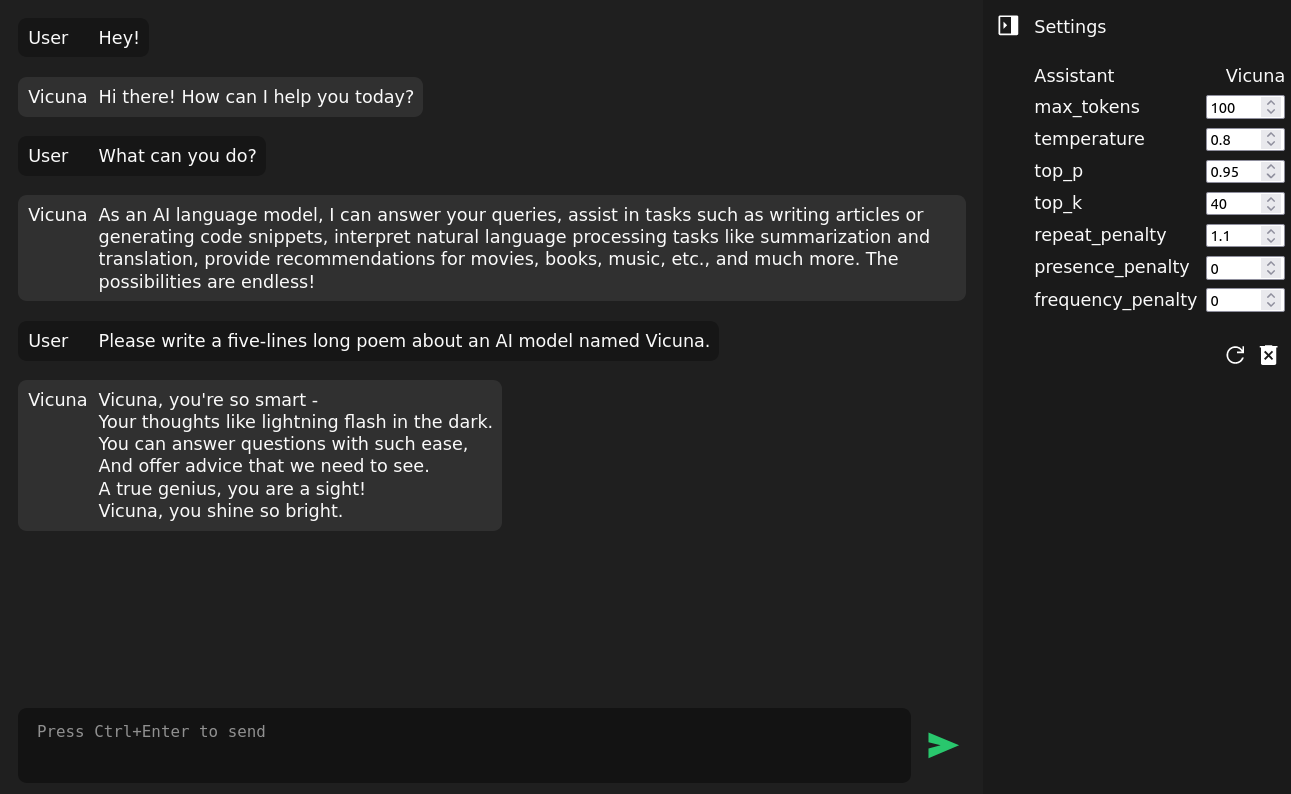 User Hey!
Vicuna Hi there! How can I help you today?
User What can you do?
Vicuna As an AI language model, I can answer your queries, assist in tasks such as writing articles or
generating code snippets, interpret natural language processing tasks like summarization and
translation, provide recommendations for movies, books, music, etc., and much more. The
possibilities are endless!
User Please write a five-lines long poem about an AI model named Vicuna.
Vicuna Vicuna, you're so smart -
Your thoughts like lightning flash in the dark.
You can answer questions with such ease,
And offer advice that we need to see.
A true genius, you are a sight!
Vicuna, you shine so bright.
Press Ctrl+Enter to send
Settings
Assistant Vicuna
max_tokens 100
temperature 0.8
top_p 0.95
top_k 40
repeat_penalty 1.1
presence_penalty 0
frequency_penalty 0